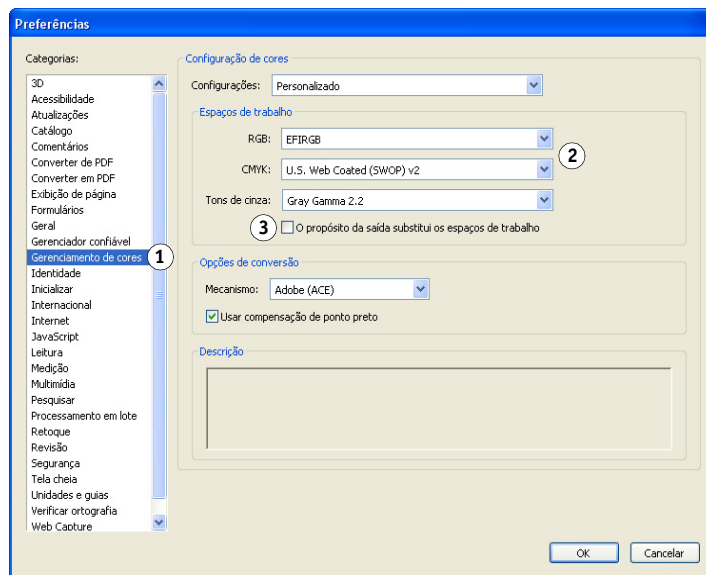 Preferências
Categorias:
3D
Acessibilidade
Atualizações
Catálogo
Comentários
Converter de PDF
Converter em PDF
Exibição de página
Formulários
Geral
Gerenciador confiável
Gerenciamento de cores
1
Identidade
Inicializar
Internacional
Internet
JavaScript
Leitura
Medição
Multimídia
Pesquisar
Processamento em lote
Retoque
Revisão
Segurança
Tela cheia
Unidades e guias
Verificar ortografia
Web Capture
Configuração de cores
Configurações: Personalizado
Espaços de trabalho
RGB: EFIRGB
2
CMYK: U.S. Web Coated (SWOP) v2
Tons de cinza: Gray Gamma 2.2
3 O propósito da saída substitui os espaços de trabalho
Opções de conversão
Mecanismo: Adobe (ACE)
Usar compensação de ponto preto
Descrição
OK Cancelar